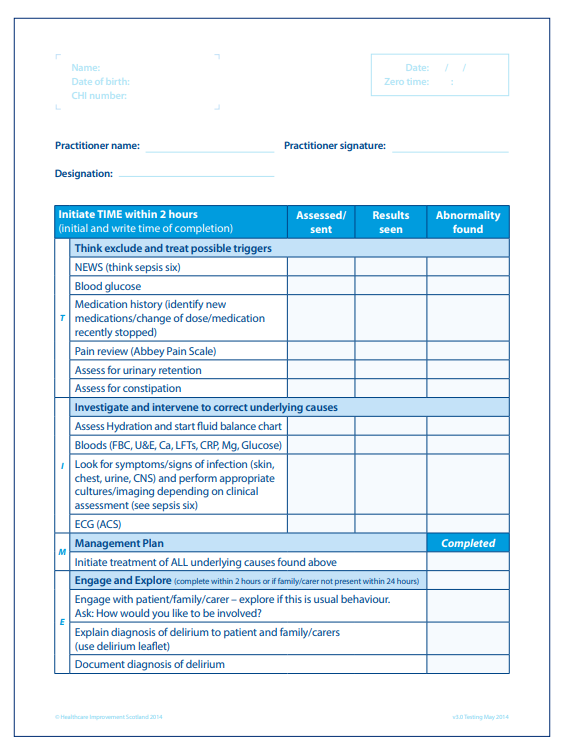 Name:
Date: / /
Date of birth:
Zero time: :
CHI number:
Practitioner name:
Practitioner signature:
Designation:
Initiate TIME within 2 hours
(initial and write time of completion)
Assessed/
sent
Results
seen
Abnormality
found
T
Think exclude and treat possible triggers
NEWS (think sepsis six)
Blood glucose
Medication history (identify new
medications/change of dose/medication
recently stopped)
Pain review (Abbey Pain Scale)
Assess for urinary retention
Assess for constipation
I
Investigate and intervene to correct underlying causes
Assess Hydration and start fluid balance chart
Bloods (FBC, U&E, Ca, LFTs, CRP, Mg, Glucose)
Look for symptoms/signs of infection (skin,
chest, urine, CNS) and perform appropriate
cultures/imaging depending on clinical
assessment (see sepsis six)
ECG (ACS)
M
Management Plan
Completed
Initiate treatment of ALL underlying causes found above
E
Engage and Explore (complete within 2 hours or if family/carer not present within 24 hours)
Engage with patient/family/carer – explore if this is usual behaviour.
Ask: How would you like to be involved?
Explain diagnosis of delirium to patient and family/carers
(use delirium leaflet)
Document diagnosis of delirium
© Healthcare Improvement Scotland 2014
v3.0 Testing May 2014